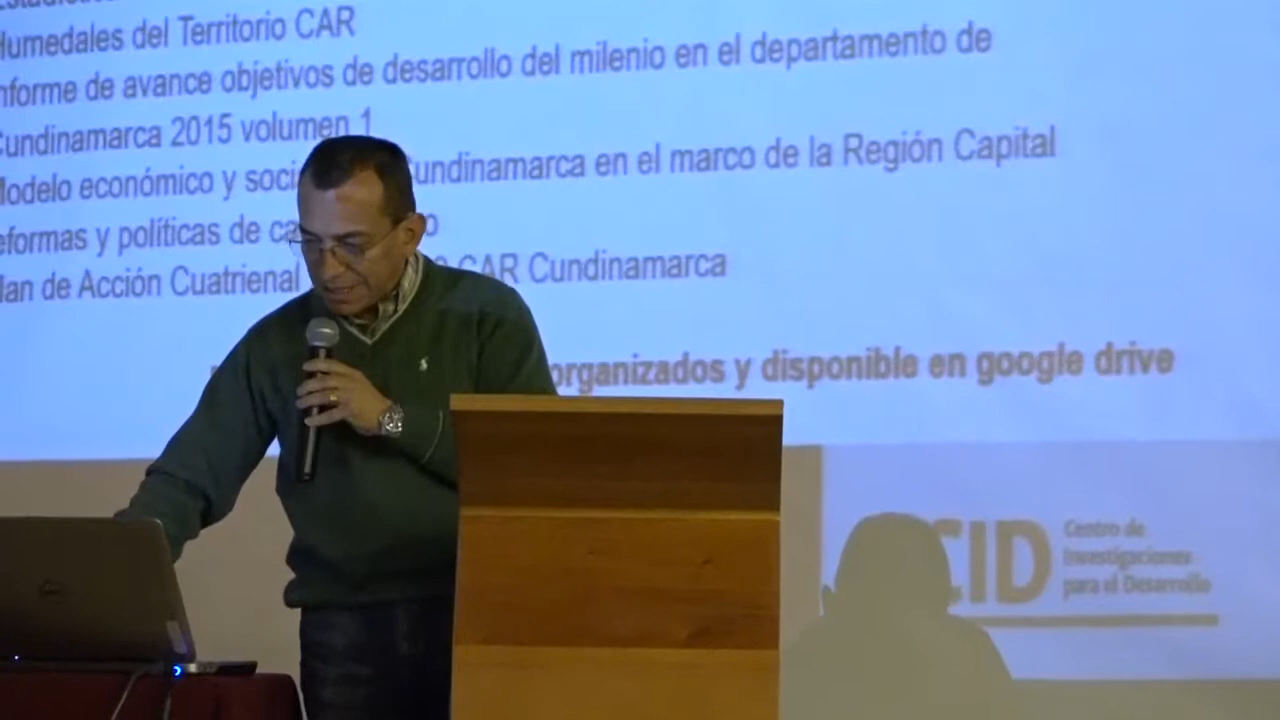 Humedales del Territorio CAR
nforme de avance objetivos de desarrollo del milenio en el departamento de
Cundinamarca 2015 volumen 1
Modelo económico y soci undinamarca en el marco de la Región Capital
eformas y políticas de ca o
lan de Acción Cuatrienal CAR Cundinamarca
organizados y disponible en google drive
CID
Centro de
Investigaciones
para el Desarrollo